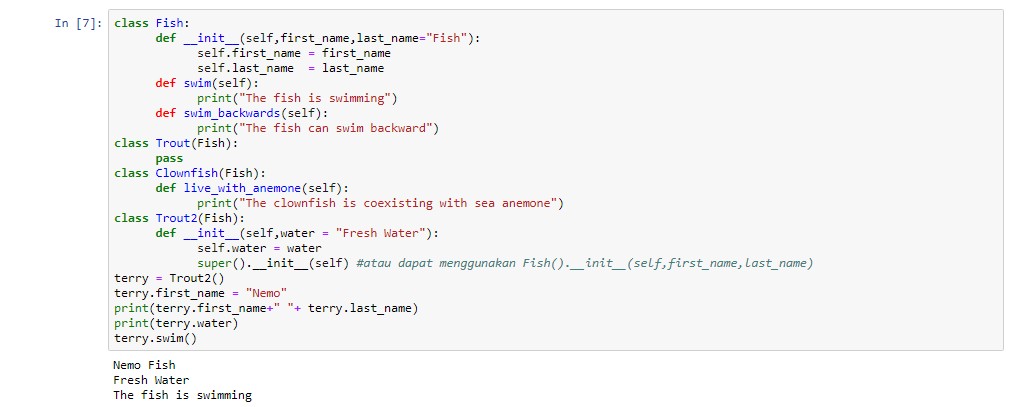 In [7]: class Fish:
def __init__(self,first_name,last_name="Fish"):
self.first_name = first_name
self.last_name  = last_name
def swim(self):
print("The fish is swimming")
def swim_backwards(self):
print("The fish can swim backward")
class Trout(Fish):
pass
class Clownfish(Fish):
def live_with_anemone(self):
print("The clownfish is coexisting with sea anemone")
class Trout2(Fish):
def __init__(self,water = "Fresh Water"):
self.water = water
super().__init__(self) #atau dapat menggunakan Fish().__init__(self,first_name,last_name)
terry = Trout2()
terry.first_name = "Nemo"
print(terry.first_name+" "+ terry.last_name)
print(terry.water)
terry.swim()
Nemo Fish
Fresh Water
The fish is swimming